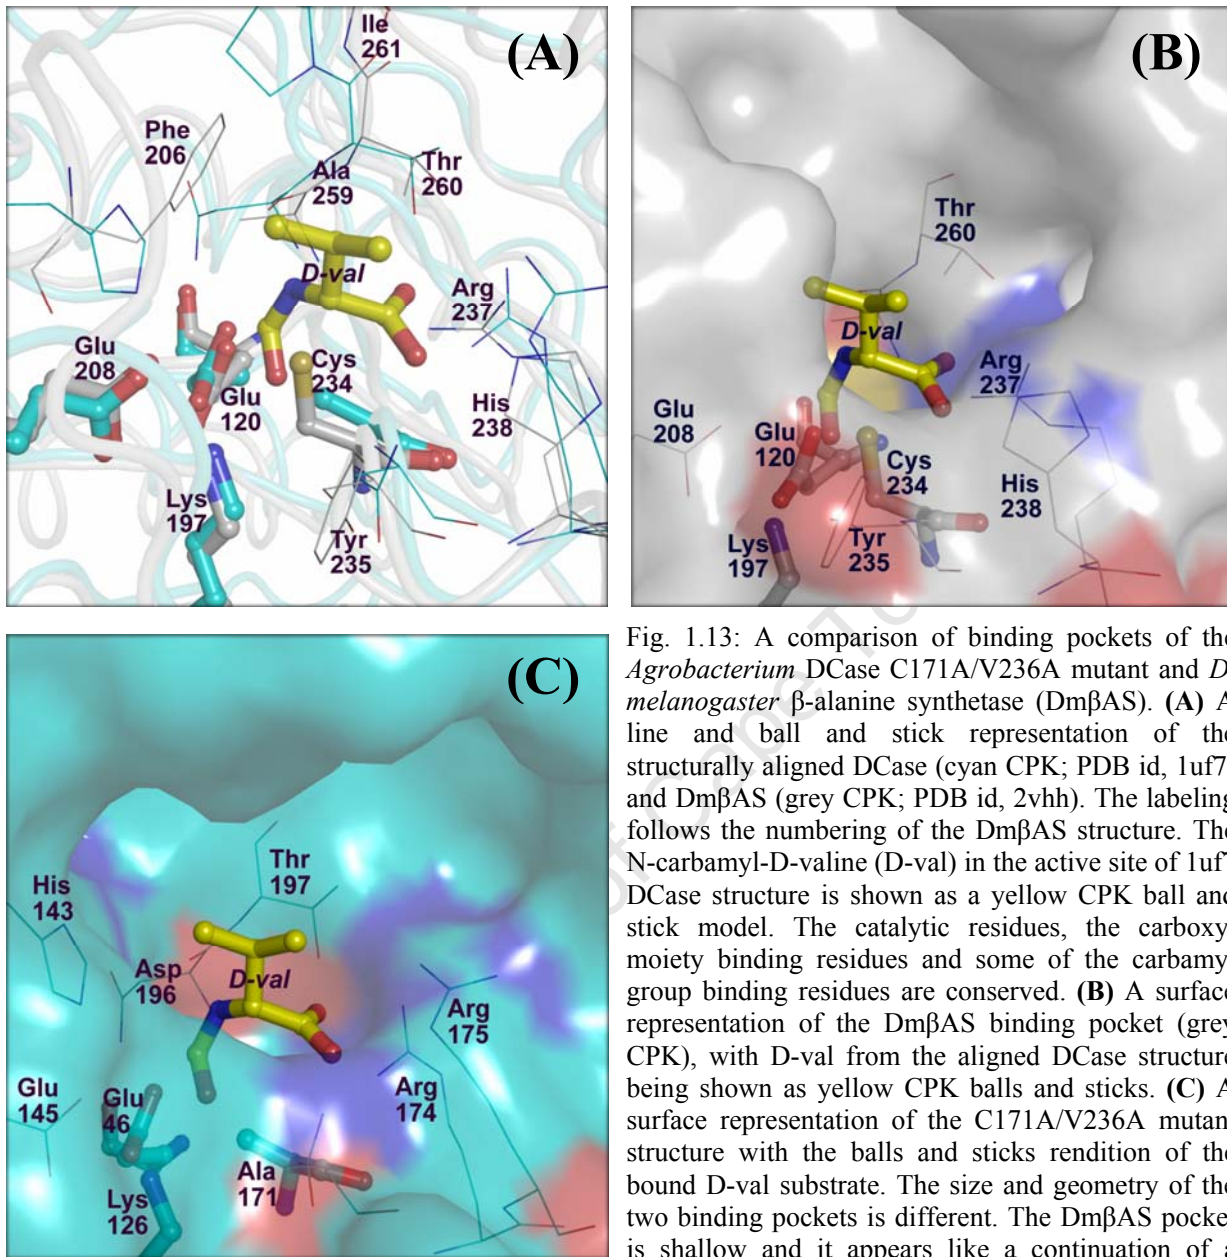 (A)
Ile
261
Phe
206
Ala
259
Thr
260
D-val
Arg
237
Glu
208
Cys
234
Glu
120
His
238
Lys
197
Tyr
235
(B)
Thr
260
D-val
Arg
237
Glu
208
Glu
120
Cys
234
His
238
Lys
197
Tyr
235
(C)
Thr
197
His
143
Asp
196
D-val
Arg
175
Glu
145
Glu
46
Arg
174
Ala
171
Lys
126
of Cape To
Fig. 1.13: A comparison of binding pockets of the
Agrobacterium DCase C171A/V236A mutant and D.
melanogaster β-alanine synthetase (DmβAS). (A) A
line and ball and stick representation of the
structurally aligned DCase (cyan CPK; PDB id, 1uf7)
and DmβAS (grey CPK; PDB id, 2vhh). The labeling
follows the numbering of the DmβAS structure. The
N-carbamyl-D-valine (D-val) in the active site of 1uf7
DCase structure is shown as a yellow CPK ball and
stick model. The catalytic residues, the carboxy
moiety binding residues and some of the carbamyl
group binding residues are conserved. (B) A surface
representation of the DmβAS binding pocket (grey
CPK), with D-val from the aligned DCase structure
being shown as yellow CPK balls and sticks. (C) A
surface representation of the C171A/V236A mutant
structure with the balls and sticks rendition of the
bound D-val substrate. The size and geometry of the
two binding pockets is different. The DmβAS pocket
is shallow and it appears like a continuation of a